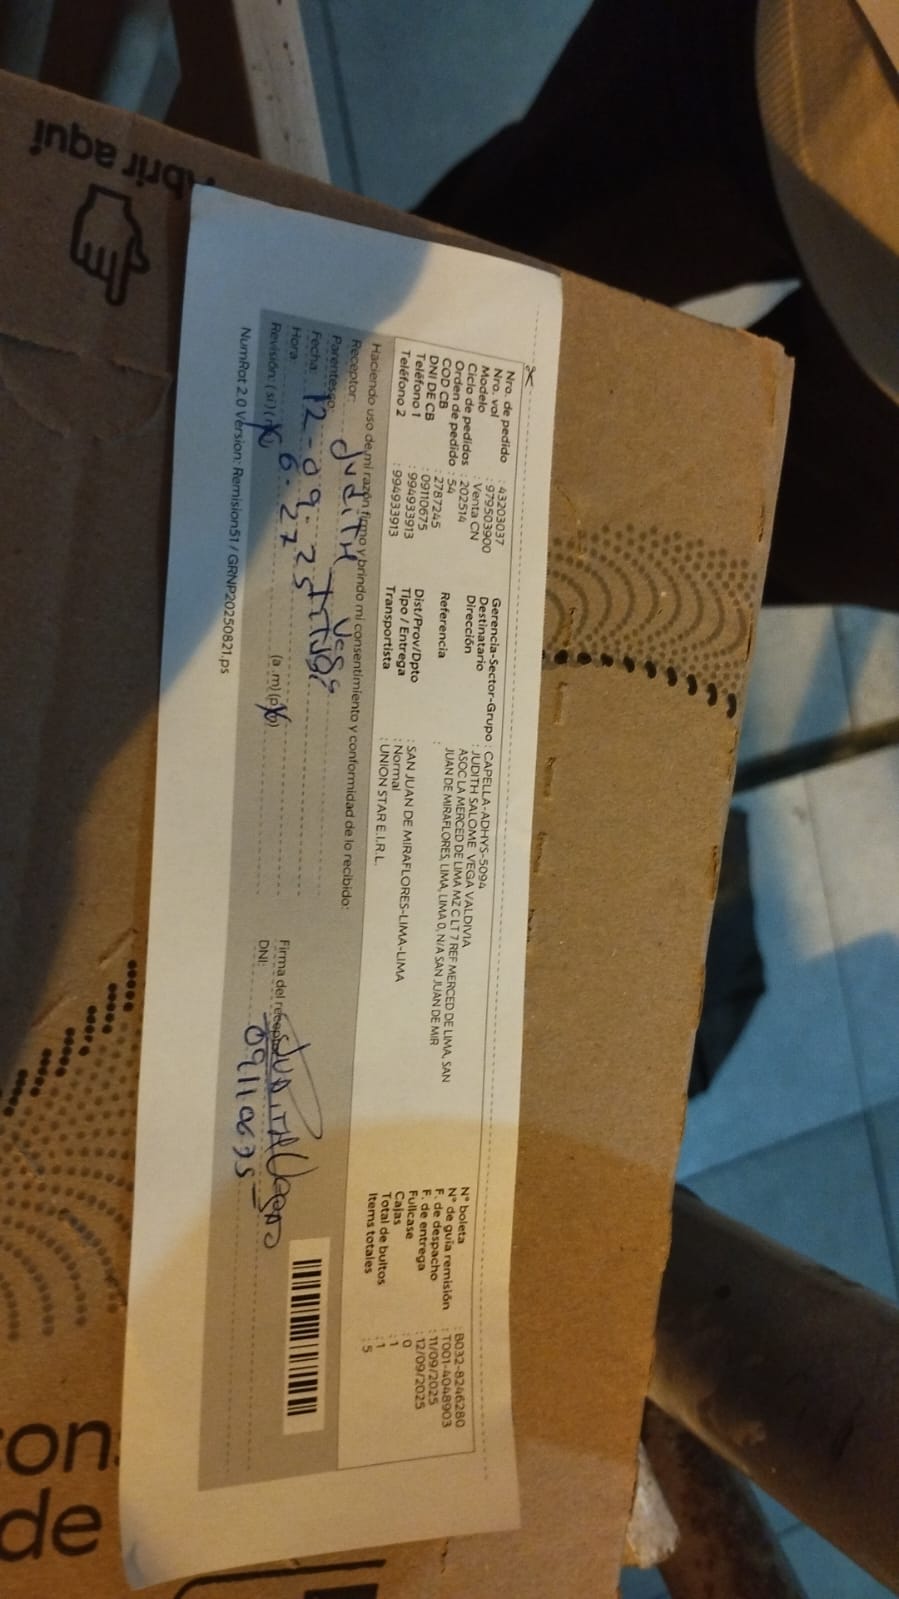 Abrir aquí
Nro. de pedido : 43203037
Nro. vol : 979503900
Modelo : Venta CN
Ciclo de pedidos : 202514
Orden de pedido : 54
COD CB : 2787245
DNI DE CB : 09110675
Teléfono 1 : 994933913
Teléfono 2 : 994933913
Gerencia-Sector-Grupo : CAPELLA-ADHYS-5094
Destinatario : JUDITH SALOME VEGA VALDIVIA
Dirección : ASOC LA MERCED DE LIMA MZ C LT 7 REF MERCED DE LIMA, SAN
JUAN DE MIRAFLORES, LIMA, LIMA 0, N/A SAN JUAN DE MIR
Referencia :
Dist/Prov/Dpto : SAN JUAN DE MIRAFLORES-LIMA-LIMA
Tipo / Entrega : Normal
Transportista : UNION STAR E.I.R.L.
N° boleta : B032-8246280
N° de guía remisión : T001-4048903
F. de despacho : 11/09/2025
F. de entrega : 12/09/2025
Fullcase : 0
Cajas : 1
Total de bultos : 1
Items totales : 5
Haciendo uso de mi razón firmo y brindo mi consentimiento y conformidad de lo recibido:
Receptor: Judith Vega
Parentesco:
Fecha: 12-09-25
Hora: 6:27 (a.m) (p.m)
Revisión: (si) (no)
Firma del receptor: Judith Vega
DNI: 09110675
NumRot 2.0 Version: Remision51 / GRNP20250821.ps
con
de